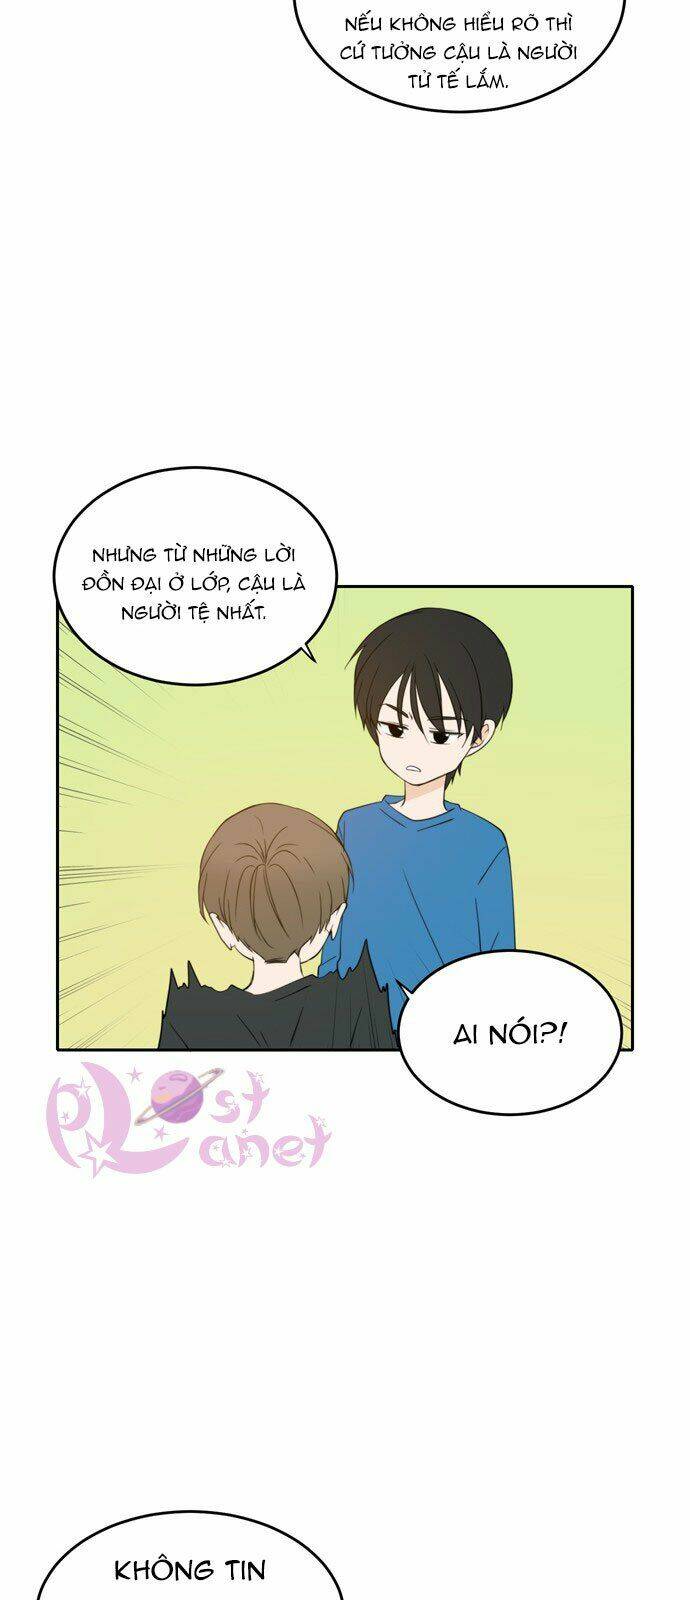 NẾU KHÔNG HIỂU RÕ THÌ
CỨ TƯỞNG CẬU LÀ NGƯỜI
TỬ TẾ LẮM.
NHƯNG TỪ NHỮNG LỜI
ĐỒN ĐẠI Ở LỚP, CẬU LÀ
NGƯỜI TỆ NHẤT.
AI NÓI?!
Lost
Planet
KHÔNG TIN